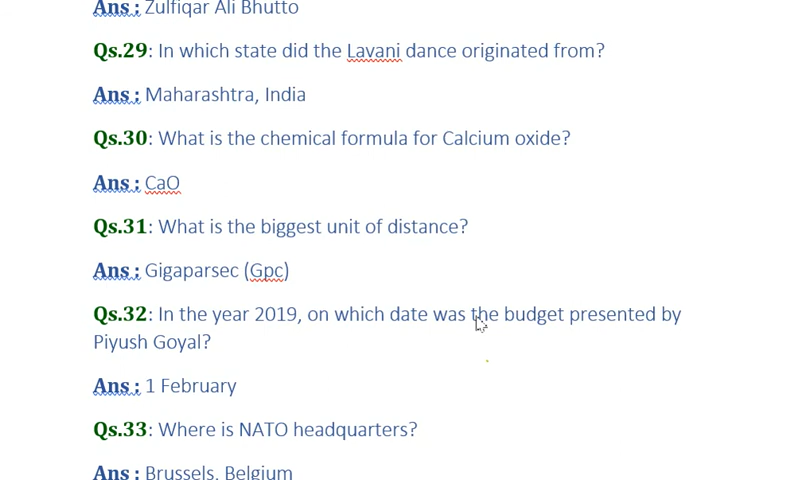 Ans : Zulfiqar Ali Bhutto
Qs.29: In which state did the Lavani dance originated from?
Ans : Maharashtra, India
Qs.30: What is the chemical formula for Calcium oxide?
Ans : CaO
Qs.31: What is the biggest unit of distance?
Ans : Gigaparsec (Gpc)
Qs.32: In the year 2019, on which date was the budget presented by
Piyush Goyal?
Ans : 1 February
Qs.33: Where is NATO headquarters?
Ans : Brussels, Belgium